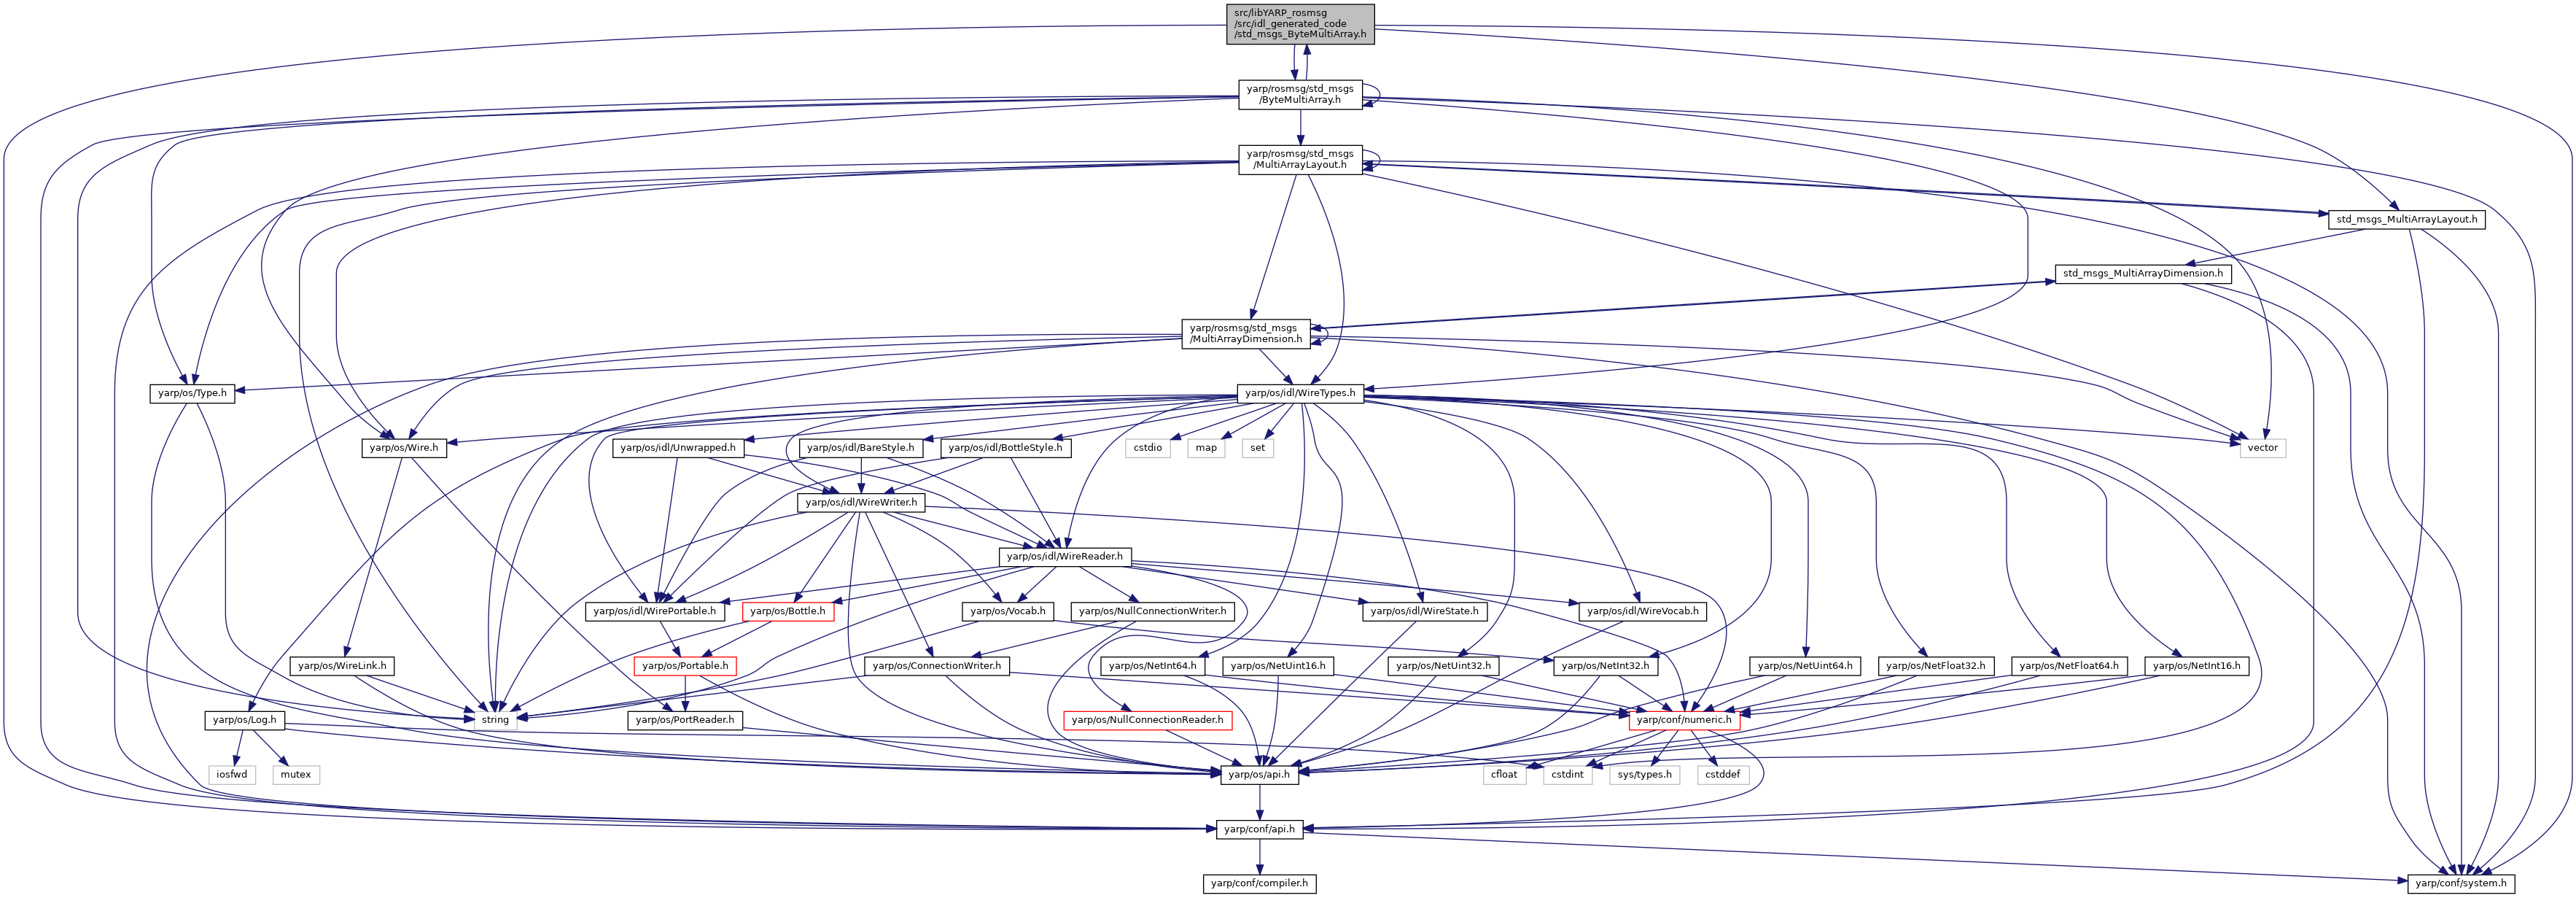 src/libYARP_rosmsg
/src/idl_generated_code
/std_msgs_ByteMultiArray.h
yarp/rosmsg/std_msgs
/ByteMultiArray.h
yarp/rosmsg/std_msgs
/MultiArrayLayout.h
std_msgs_MultiArrayLayout.h
std_msgs_MultiArrayDimension.h
yarp/rosmsg/std_msgs
/MultiArrayDimension.h
yarp/os/Type.h
yarp/os/idl/WireTypes.h
yarp/os/Wire.h
yarp/os/idl/Unwrapped.h
yarp/os/idl/BareStyle.h
yarp/os/idl/BottleStyle.h
cstdio
map
set
vector
yarp/os/idl/WireWriter.h
yarp/os/idl/WireReader.h
yarp/os/idl/WirePortable.h
yarp/os/Bottle.h
yarp/os/Vocab.h
yarp/os/NullConnectionWriter.h
yarp/os/idl/WireState.h
yarp/os/idl/WireVocab.h
yarp/os/WireLink.h
yarp/os/Portable.h
yarp/os/ConnectionWriter.h
yarp/os/NetInt64.h
yarp/os/NetUint16.h
yarp/os/NetUint32.h
yarp/os/NetInt32.h
yarp/os/NetUint64.h
yarp/os/NetFloat32.h
yarp/os/NetFloat64.h
yarp/os/NetInt16.h
yarp/os/Log.h
string
yarp/os/PortReader.h
yarp/os/NullConnectionReader.h
yarp/conf/numeric.h
iosfwd
mutex
yarp/os/api.h
cfloat
cstdint
sys/types.h
cstddef
yarp/conf/api.h
yarp/conf/compiler.h
yarp/conf/system.h